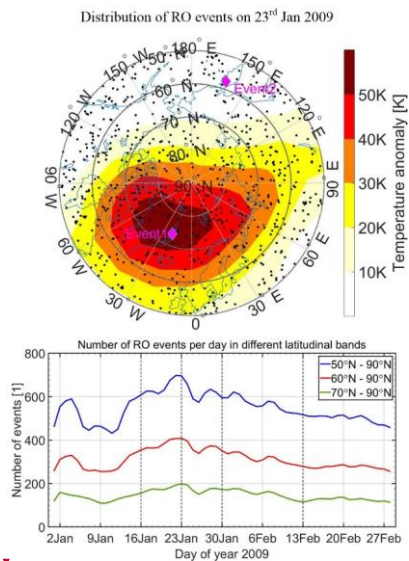 Distribution of RO events on 23rd Jan 2009
180 E
150 W
150 E
120 W
120 E
90 W
90 E
60 W
60 E
30 W
30 E
0
60 N
70 N
80 N
90 N
Event2
Event1
50K
40K
30K
20K
10K
Temperature anomaly [K]
Number of RO events per day in different latitudinal bands
50°N - 90°N
60°N - 90°N
70°N - 90°N
800
600
400
200
0
Number of events [1]
2Jan 9Jan 16Jan 23Jan 30Jan 6Feb 13Feb 20Feb 27Feb
Day of year 2009